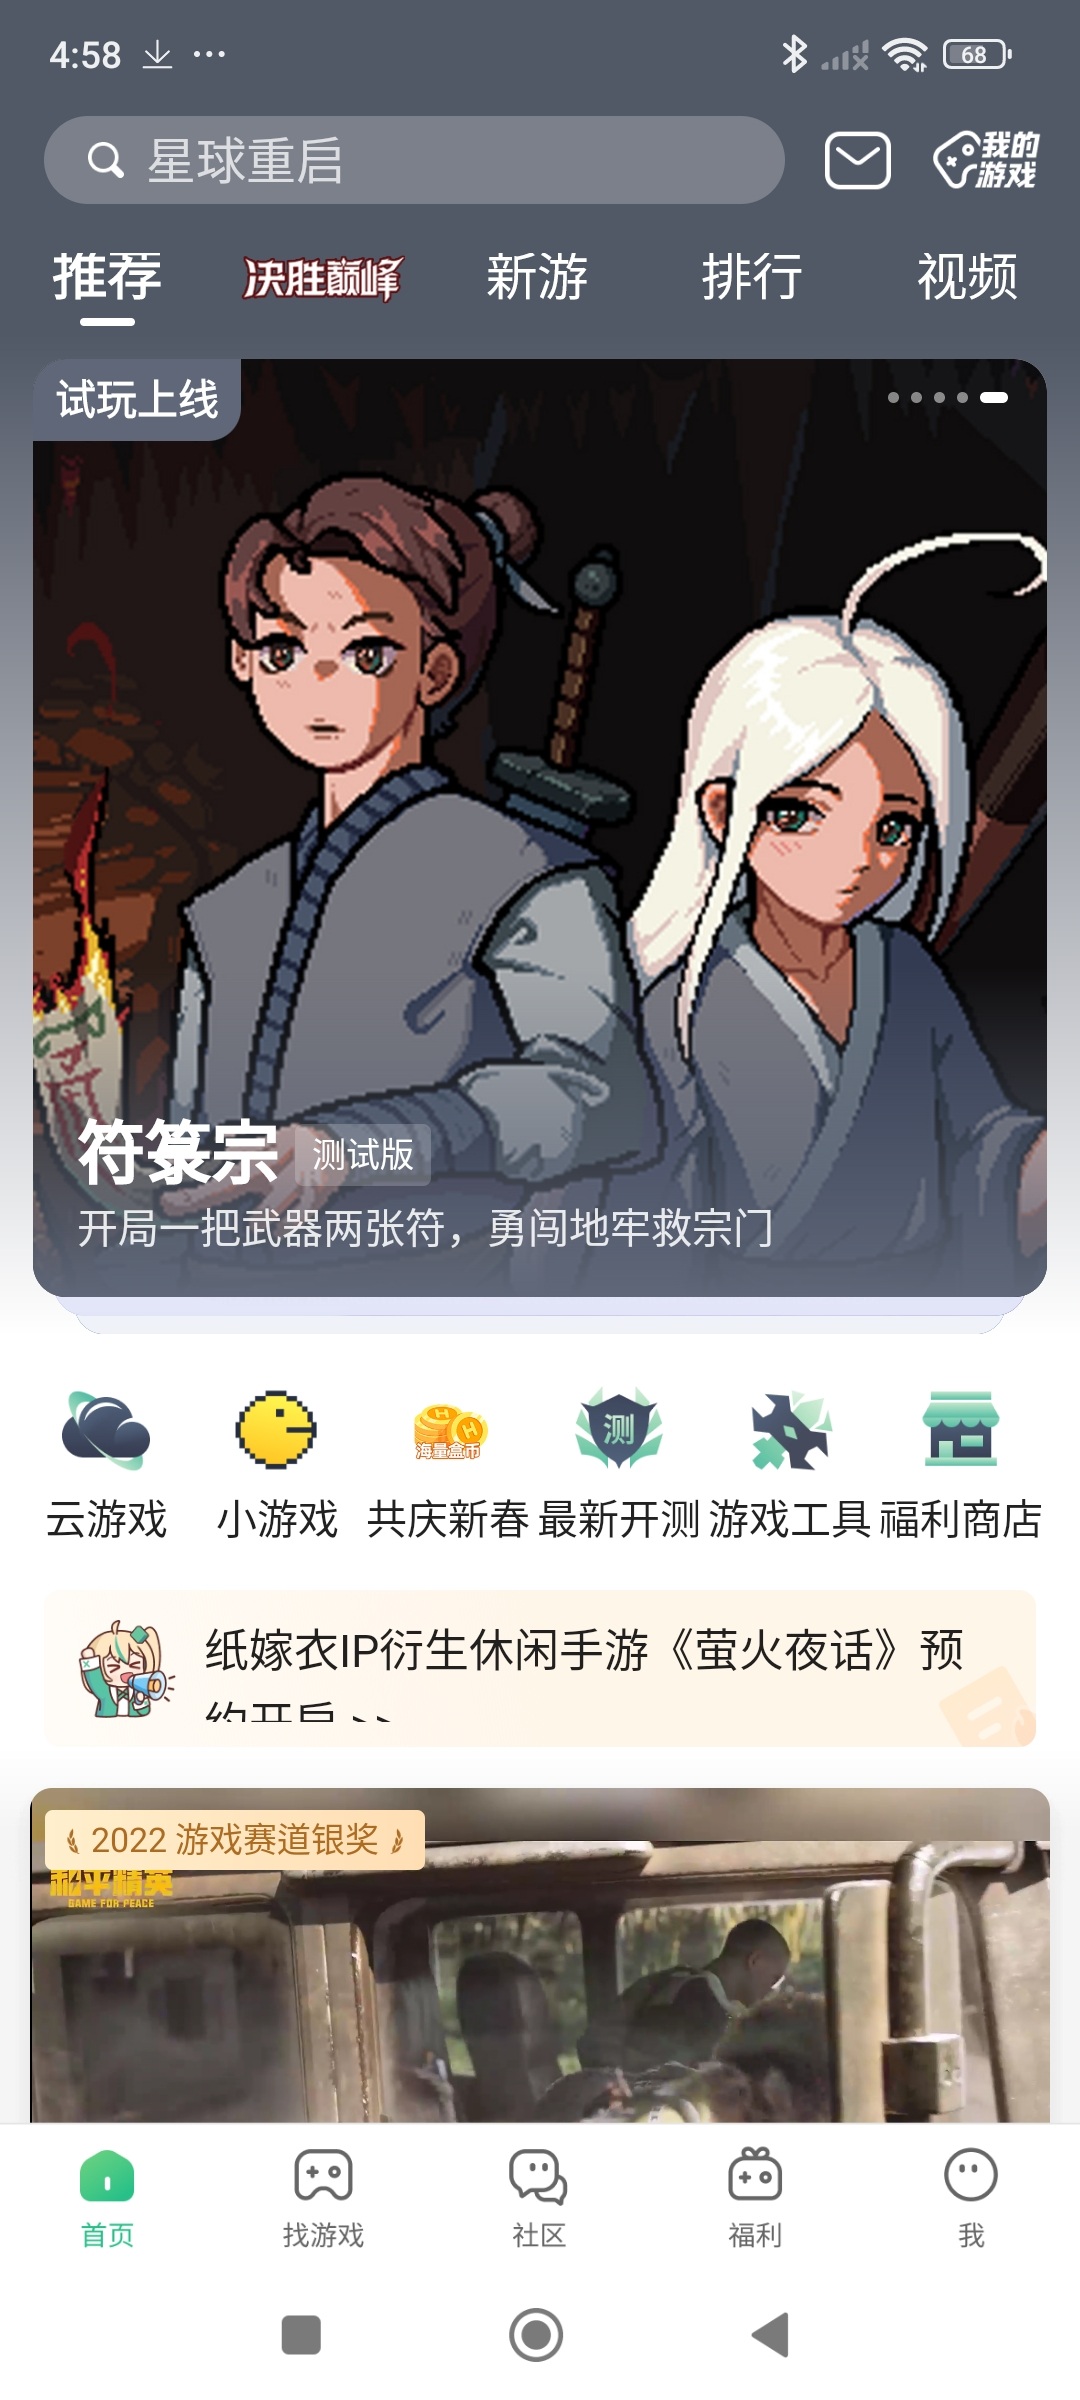 4:58
68
星球重启
我的
游戏
推荐
决胜巅峰
新游
排行
视频
试玩上线
符箓宗
测试版
开局一把武器两张符，勇闯地牢救宗门
海量盒币
测
云游戏
小游戏
共庆新春
最新开测
游戏工具
福利商店
纸嫁衣IP衍生休闲手游《萤火夜话》预
约开启 >>
2022 游戏赛道银奖
和平精英
GAME FOR PEACE
首页
找游戏
社区
福利
我